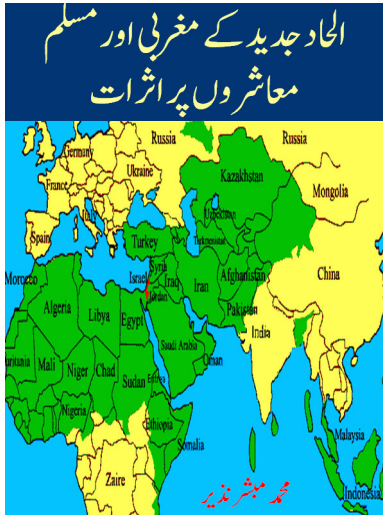 الحاد جدید کے مغربی اور مسلم
معاشروں پر اثرات
Russia
Russia
Germany
Ukraine
Kazakhstan
France
Mongolia
Italy
Uzbekistan
Spain
Turkey
Turkmenistan
China
Syria
Morocco
Israel
Iraq
Iran
Afghanistan
Jordan
Algeria
Libya
Egypt
Pakistan
India
Saudi Arabia
Oman
uritania
Mali
Niger
Chad
Sudan
Eritrea
Nigeria
Ethiopia
Somalia
Malaysia
Zaire
Indonesia
محمد مبشر نذیر